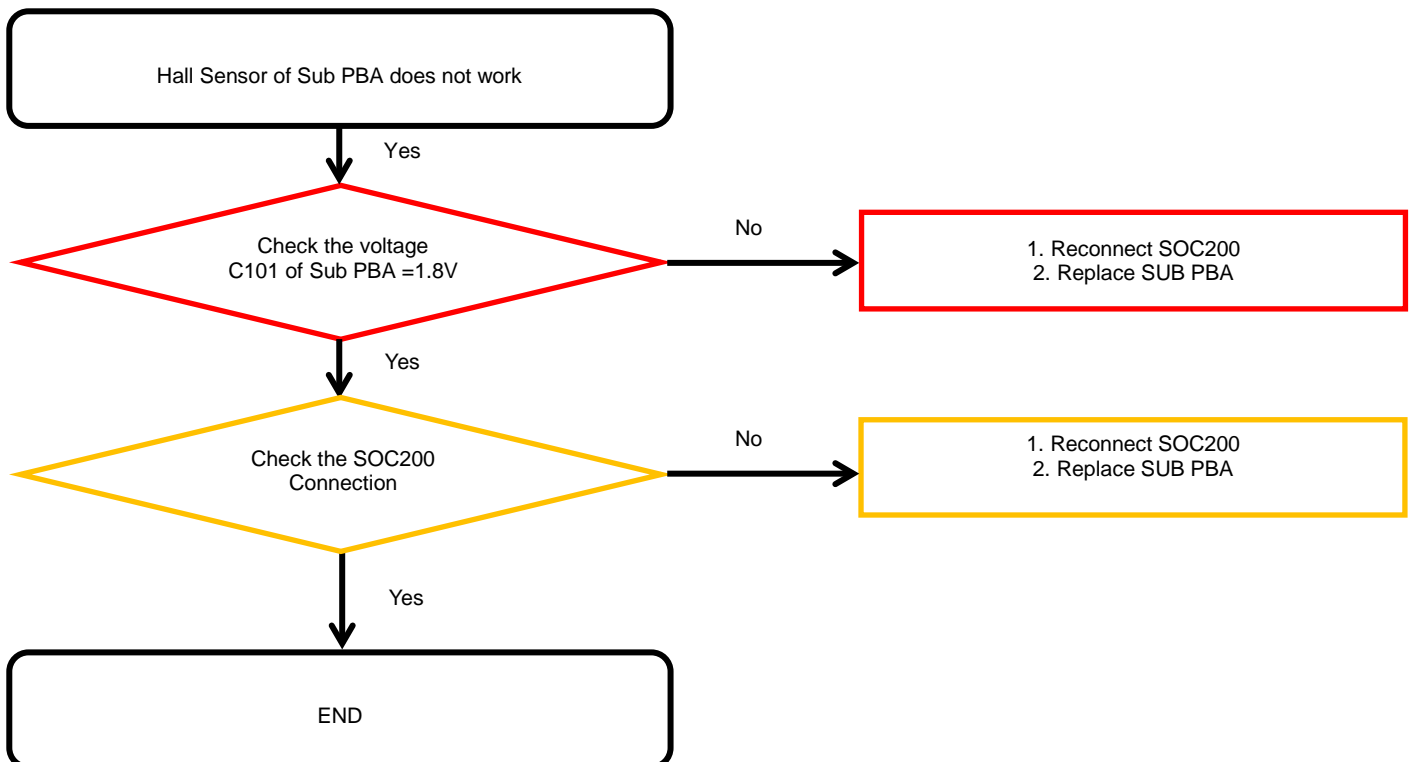 Hall Sensor of Sub PBA does not work
Yes
Check the voltage
C101 of Sub PBA =1.8V
No
1. Reconnect SOC200
2. Replace SUB PBA
Yes
Check the SOC200
Connection
No
1. Reconnect SOC200
2. Replace SUB PBA
Yes
END